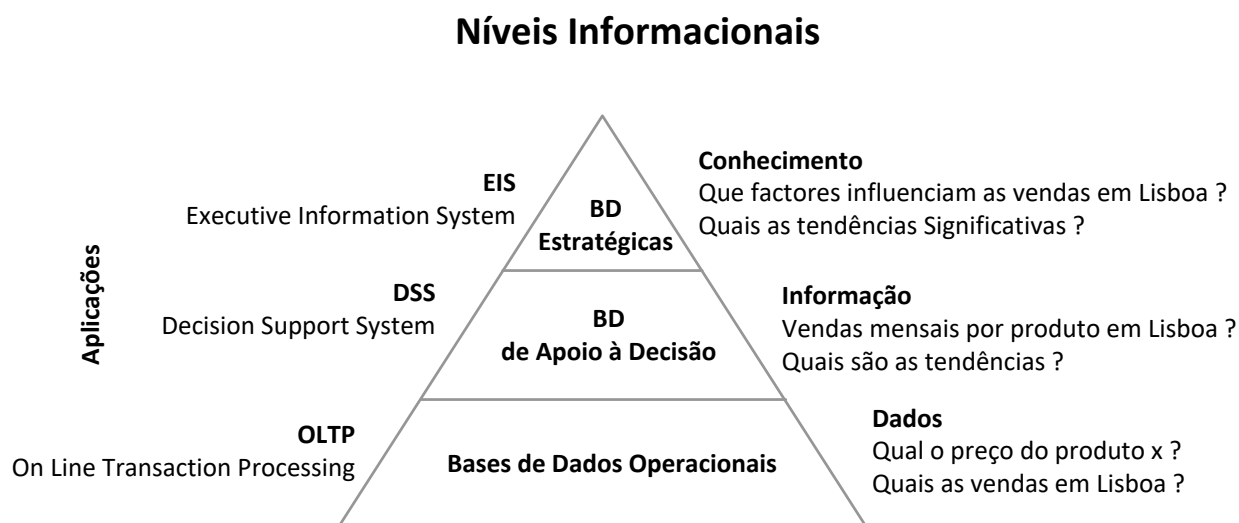 Níveis Informacionais
Aplicações
EIS
Executive Information System
BD
Estratégicas
Conhecimento
Que factores influenciam as vendas em Lisboa ?
Quais as tendências Significativas ?
DSS
Decision Support System
BD
de Apoio à Decisão
Informação
Vendas mensais por produto em Lisboa ?
Quais são as tendências ?
OLTP
On Line Transaction Processing
Bases de Dados Operacionais
Dados
Qual o preço do produto x ?
Quais as vendas em Lisboa ?